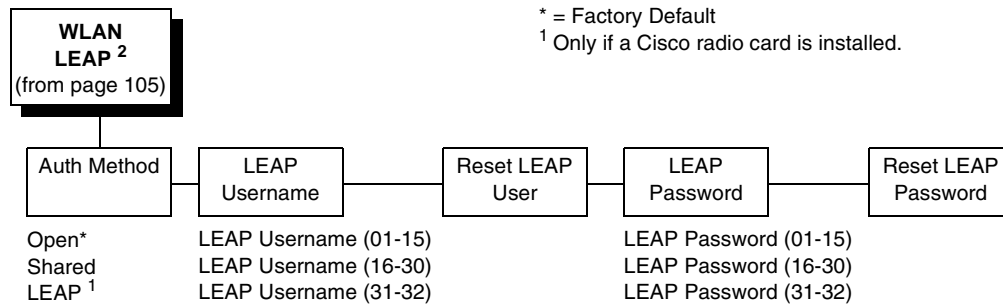 WLAN
LEAP 2
(from page 105)
* = Factory Default
1 Only if a Cisco radio card is installed.
Auth Method
Open*
Shared
LEAP 1
LEAP
Username
LEAP Username (01-15)
LEAP Username (16-30)
LEAP Username (31-32)
Reset LEAP
User
LEAP
Password
LEAP Password (01-15)
LEAP Password (16-30)
LEAP Password (31-32)
Reset LEAP
Password